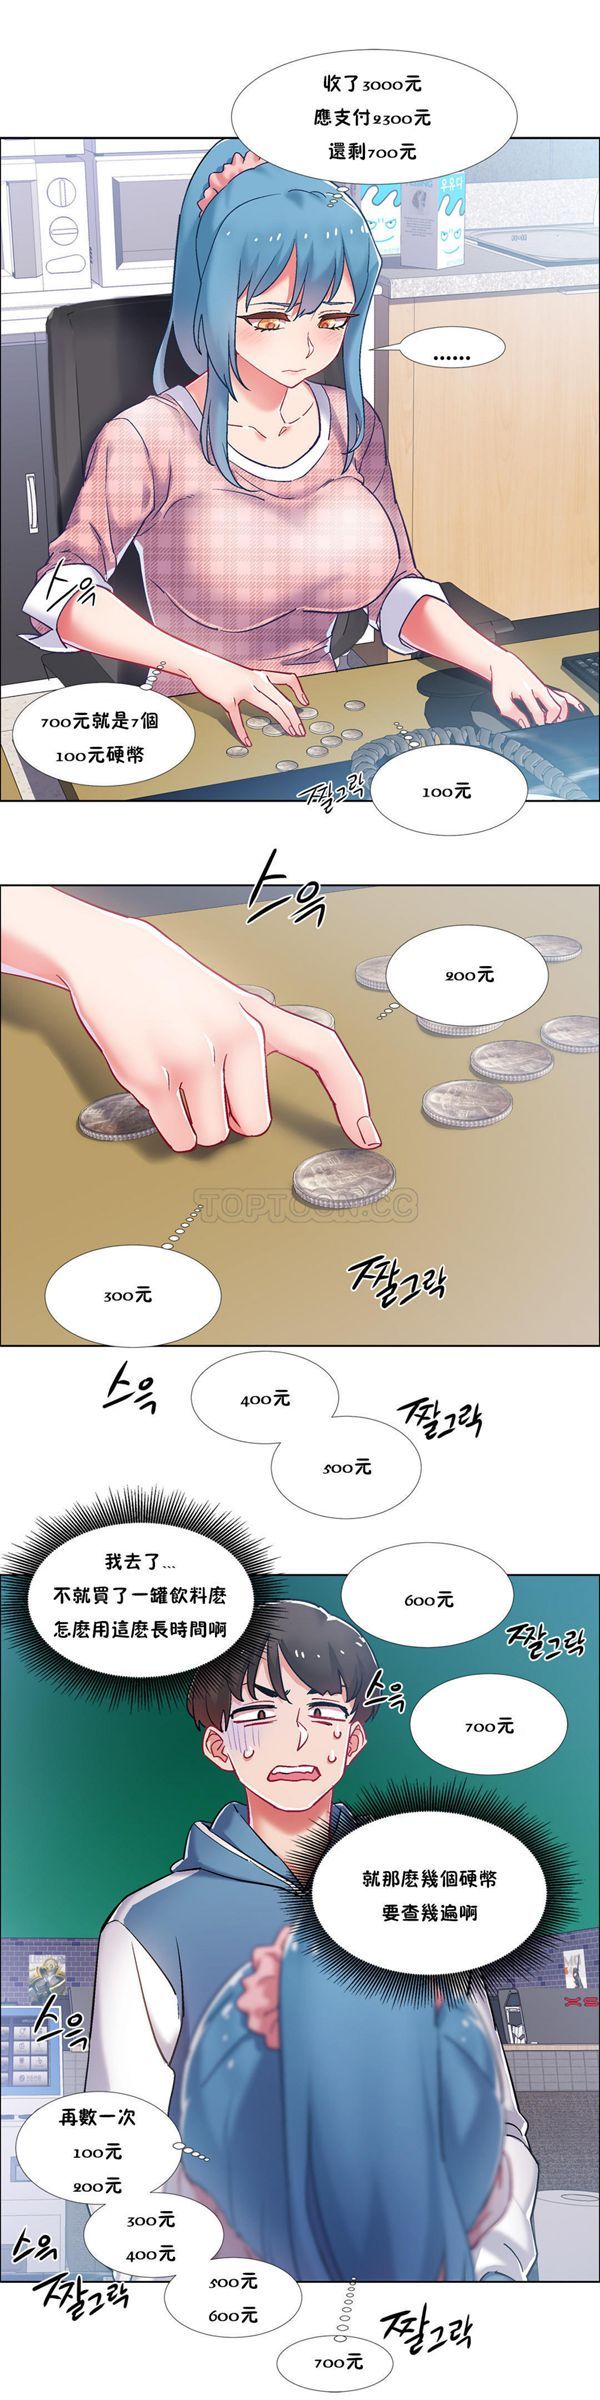 收了3000元
應支付2300元
還剩700元
우유다
......
스윽
700元就是7個
100元硬幣
짤그락
100元
스윽
200元
TOPTOON.CC
300元
짤그락
스윽
400元
짤그락
500元
我去了...
不就買了一罐飲料麽
怎麽用這麽長時間啊
600元
짤그락
스윽
700元
就那麽幾個硬幣
要查幾遍啊
스윽
再數一次
100元
200元
300元
400元
스윽
짤그락
500元
600元
짤그락
700元